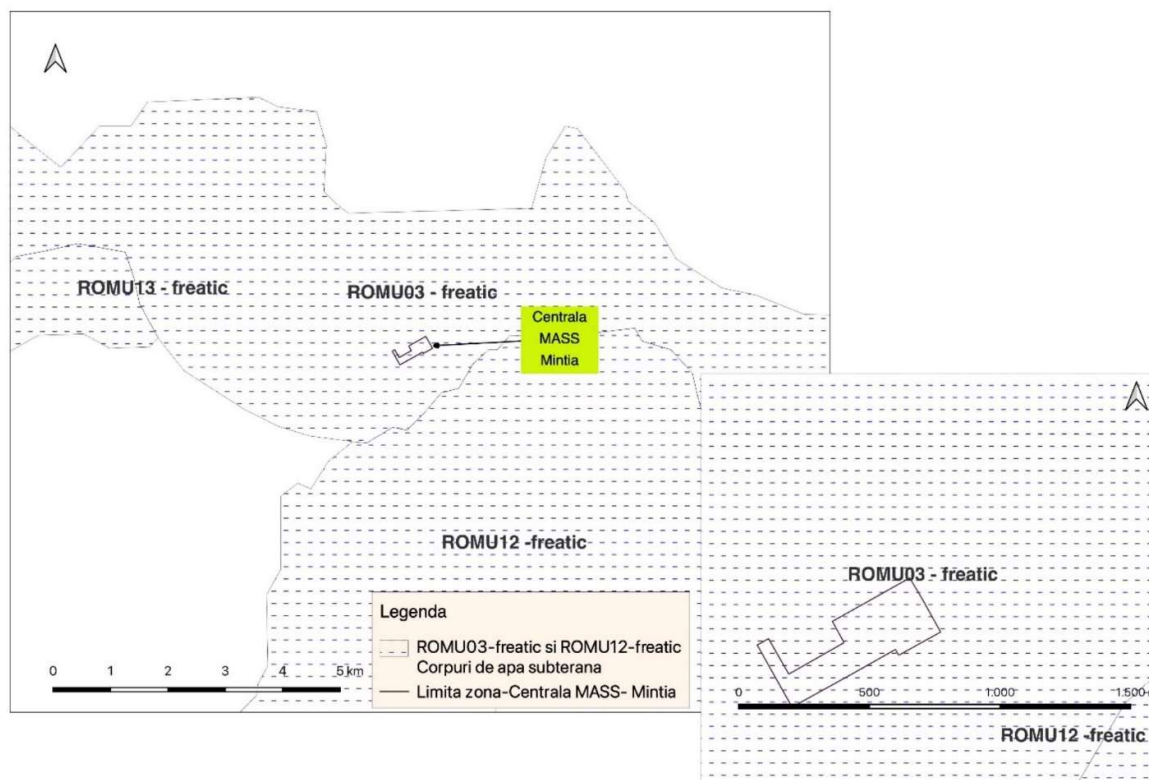 ROMU13 - freatic
ROMU03 - freatic
Centrala
MASS
Mintia
ROMU12 -freatic
Legenda
ROMU03-freatic si ROMU12-freatic
Corpuri de apa subterana
Limita zona-Centrala MASS- Mintia
0 1 2 3 4 5 km
ROMU03 - freatic
0 500 1.000 1.500
ROMU12 -freatic